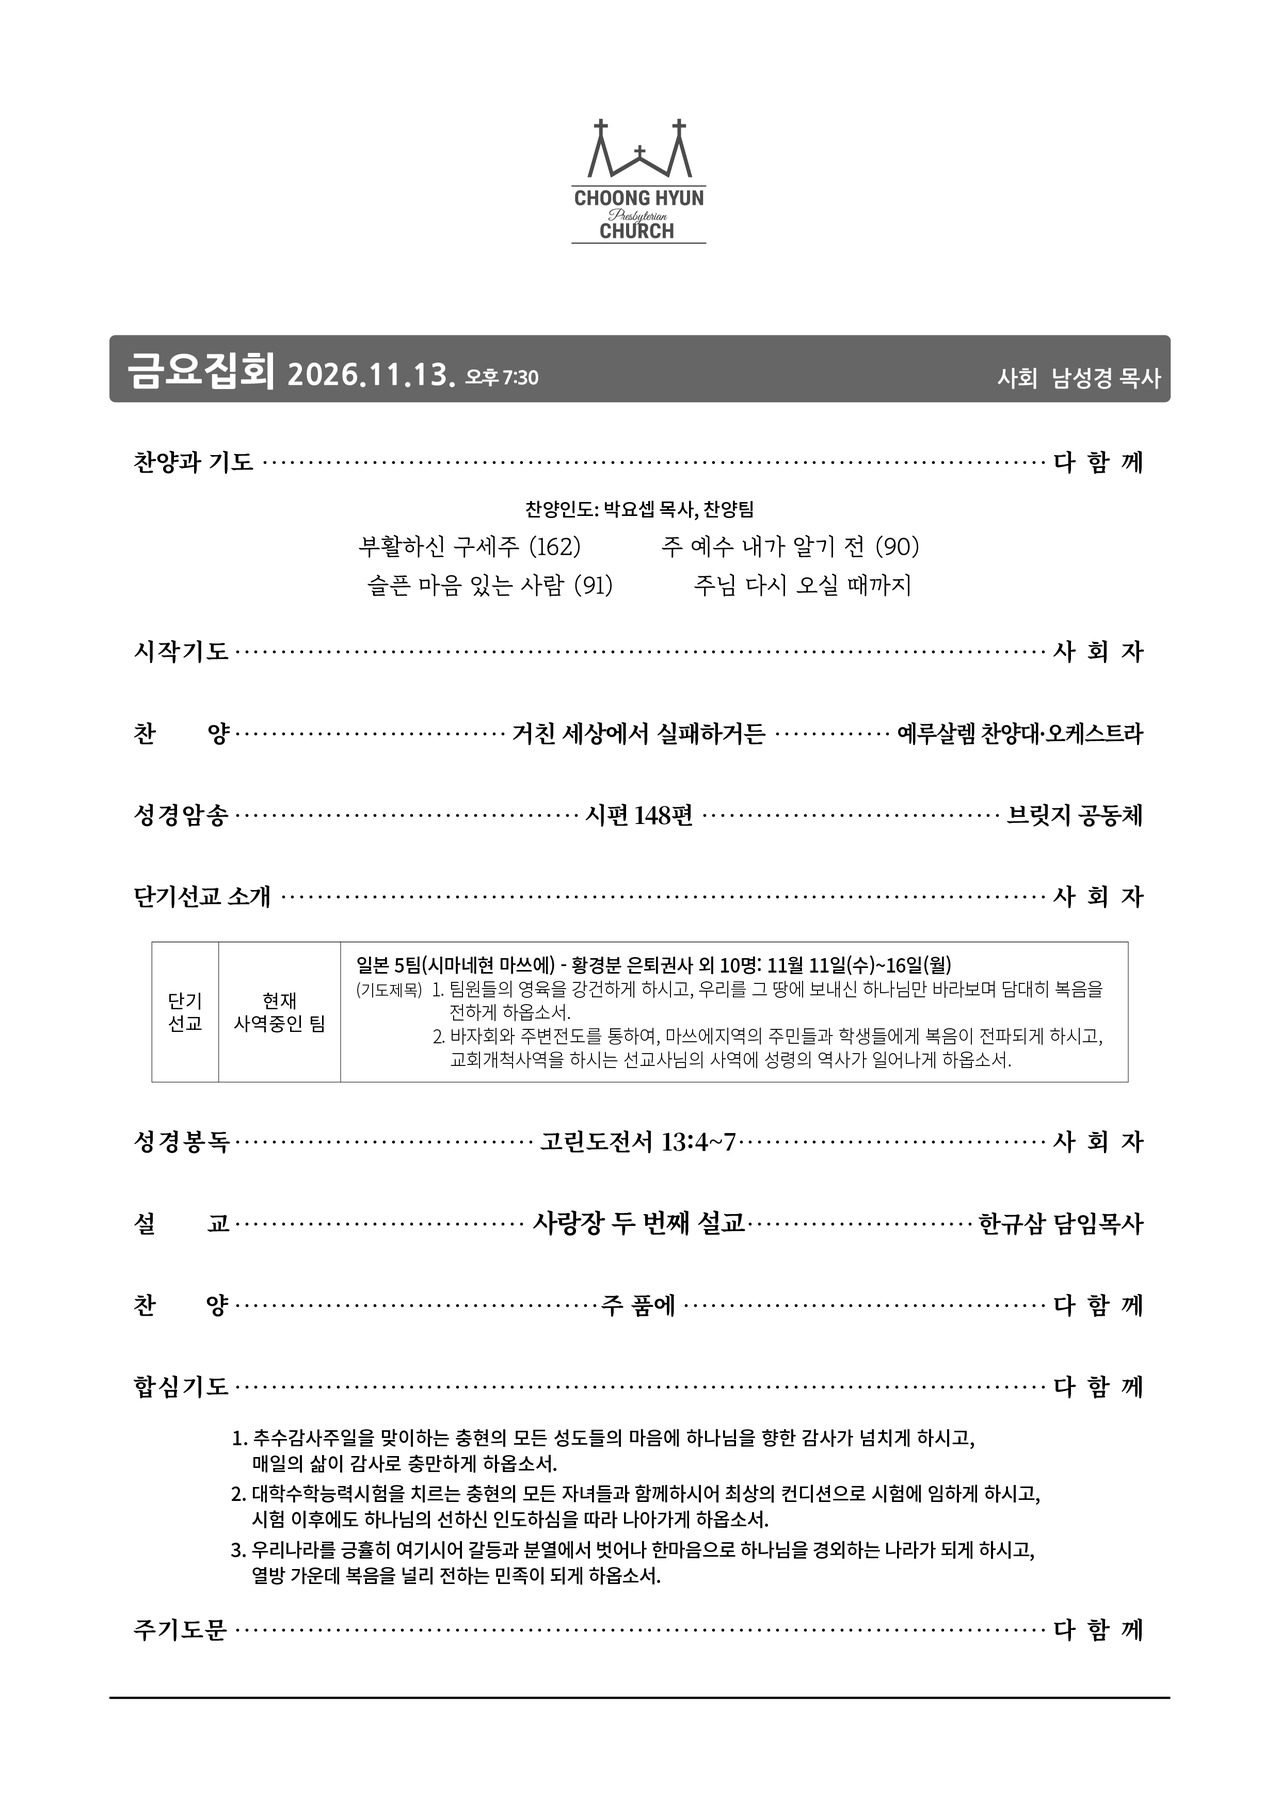 CHOONG HYUN
Presbyterian
CHURCH
금요집회 2026.11.13. 오후 7:30 사회 남성경 목사
찬양과 기도 ······ 다 함 께
찬양인도: 박요셉 목사, 찬양팀
부활하신 구세주 (162) 주 예수 내가 알기 전 (90)
슬픈 마음 있는 사람 (91) 주님 다시 오실 때까지
시작기도 ······ 사 회 자
찬 양 ······ 거친 세상에서 실패하거든 ······ 예루살렘 찬양대·오케스트라
성경암송 ······ 시편 148편 ······ 브릿지 공동체
단기선교 소개 ······ 사 회 자
단기
선교
현재
사역중인 팀
일본 5팀(시마네현 마쓰에) - 황경분 은퇴권사 외 10명: 11월 11일(수)~16일(월)
(기도제목) 1. 팀원들의 영육을 강건하게 하시고, 우리를 그 땅에 보내신 하나님만 바라보며 담대히 복음을
전하게 하옵소서.
2. 바자회와 주변전도를 통하여, 마쓰에지역의 주민들과 학생들에게 복음이 전파되게 하시고,
교회개척사역을 하시는 선교사님의 사역에 성령의 역사가 일어나게 하옵소서.
성경봉독 ······ 고린도전서 13:4~7 ······ 사 회 자
설 교 ······ 사랑장 두 번째 설교 ······ 한규삼 담임목사
찬 양 ······ 주 품에 ······ 다 함 께
합심기도 ······ 다 함 께
1. 추수감사주일을 맞이하는 충현의 모든 성도들의 마음에 하나님을 향한 감사가 넘치게 하시고,
매일의 삶이 감사로 충만하게 하옵소서.
2. 대학수학능력시험을 치르는 충현의 모든 자녀들과 함께하시어 최상의 컨디션으로 시험에 임하게 하시고,
시험 이후에도 하나님의 선하신 인도하심을 따라 나아가게 하옵소서.
3. 우리나라를 긍휼히 여기시어 갈등과 분열에서 벗어나 한마음으로 하나님을 경외하는 나라가 되게 하시고,
열방 가운데 복음을 널리 전하는 민족이 되게 하옵소서.
주기도문 ······ 다 함 께